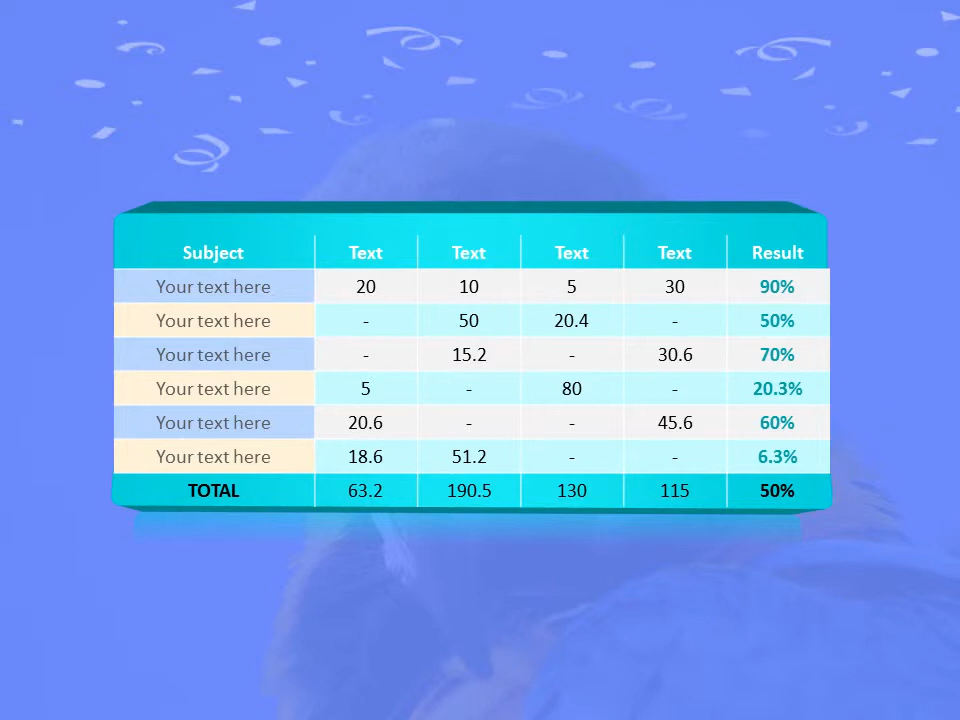 Subject Text Text Text Text Result
Your text here 20 10 5 30 90%
Your text here - 50 20.4 - 50%
Your text here - 15.2 - 30.6 70%
Your text here 5 - 80 - 20.3%
Your text here 20.6 - - 45.6 60%
Your text here 18.6 51.2 - - 6.3%
TOTAL 63.2 190.5 130 115 50%